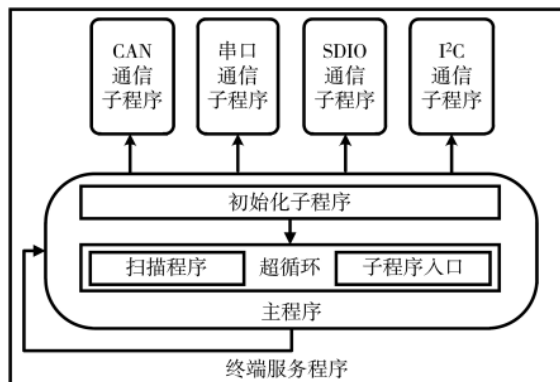 CAN
通信
子程序
串口
通信
子程序
SDIO
通信
子程序
I²C
通信
子程序
初始化子程序
扫描程序
超循环
子程序入口
主程序
终端服务程序